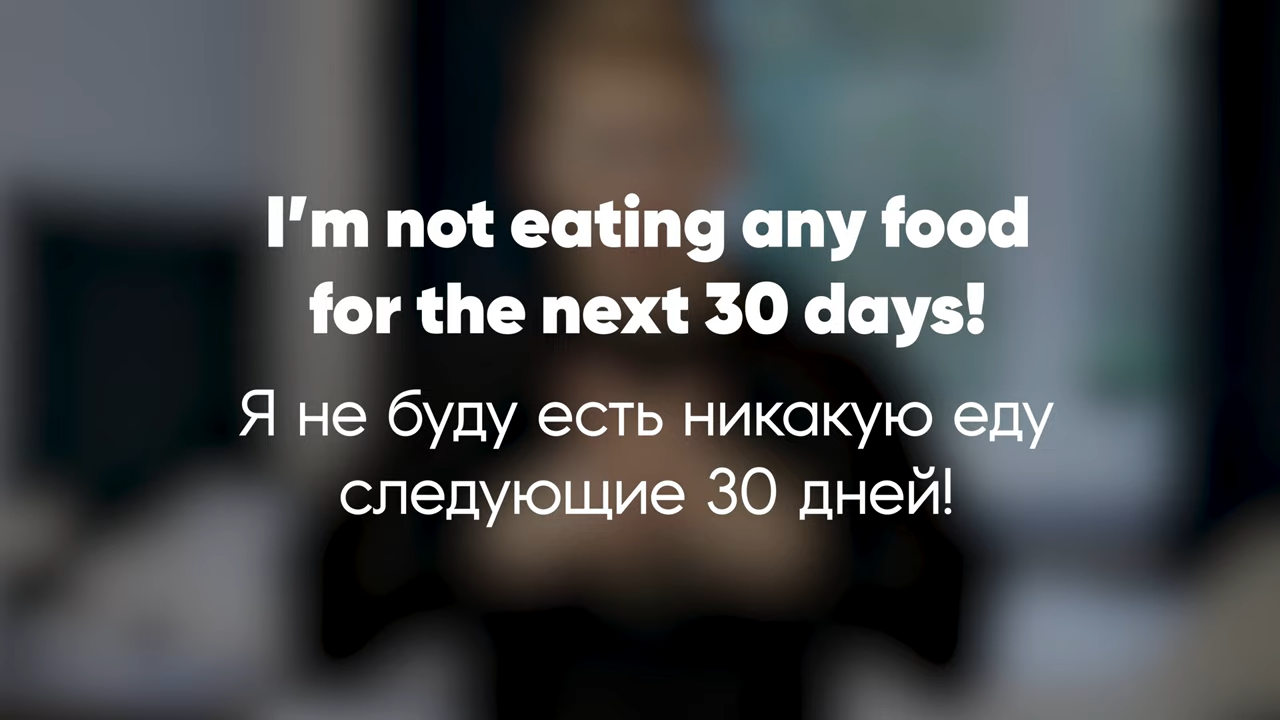 I’m not eating any food
for the next 30 days!
Я не буду есть никакую еду
следующие 30 дней!